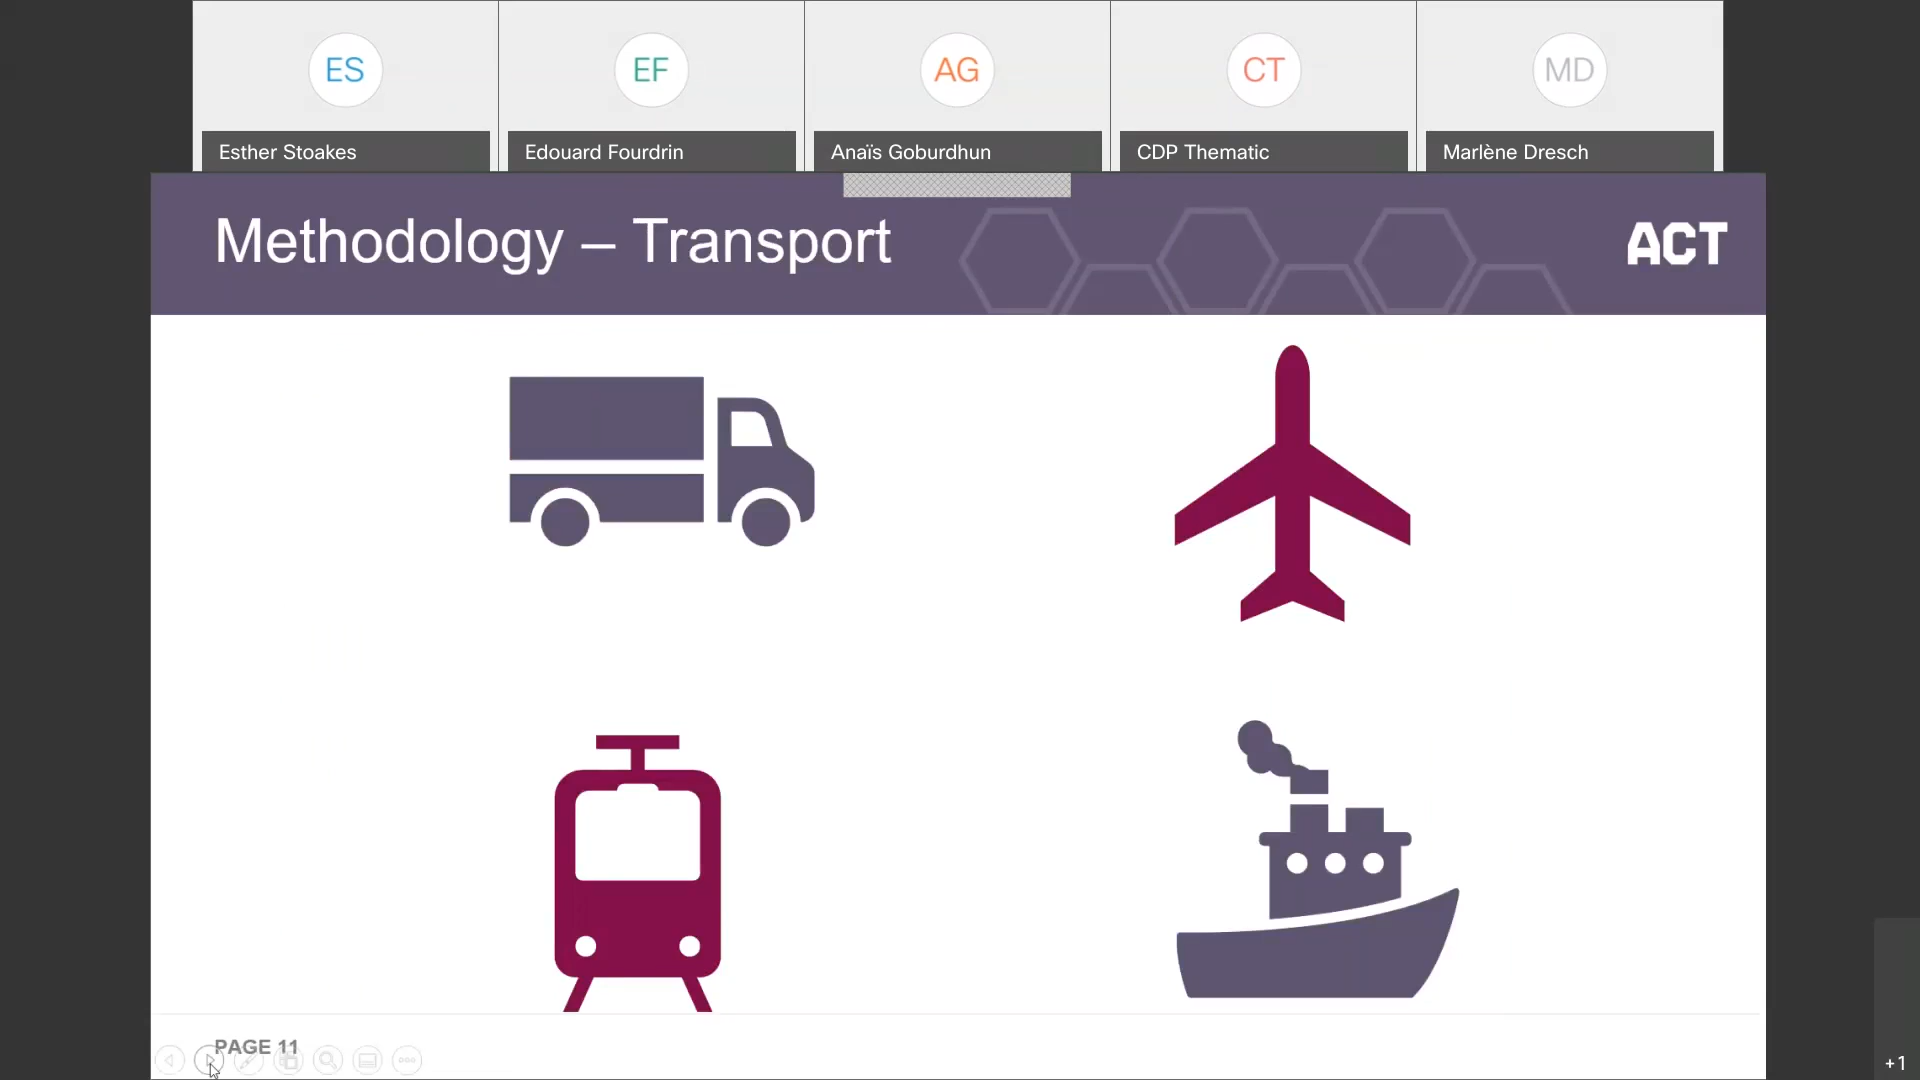 ES EF AG CT MD
Esther Stoakes Edouard Fourdrin Anaïs Goburdhun CDP Thematic Marlène Dresch
Methodology – Transport
ACT
PAGE 11
+1